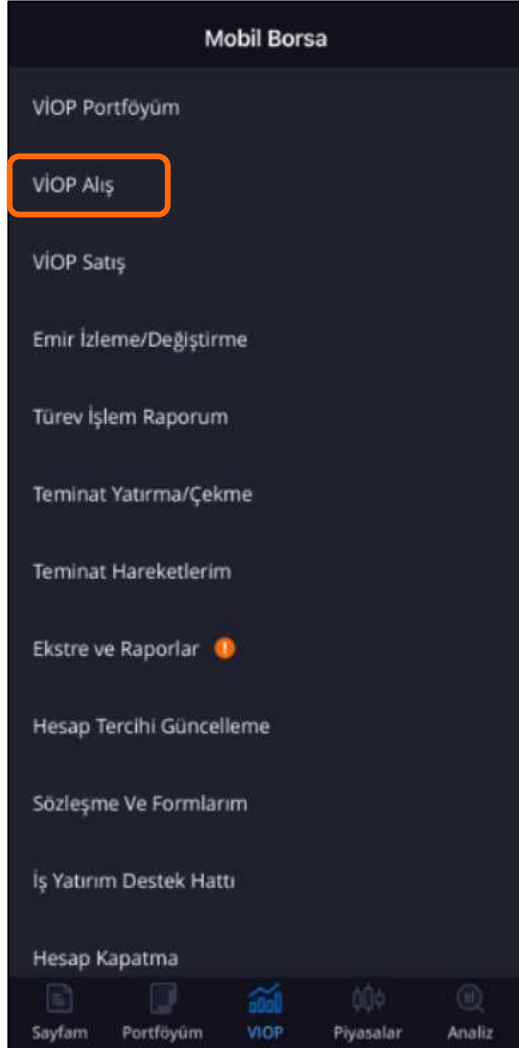 Mobil Borsa
VİOP Portföyüm
VİOP Alış
VİOP Satış
Emir İzleme/Değiştirme
Türev İşlem Raporum
Teminat Yatırma/Çekme
Teminat Hareketlerim
Ekstre ve Raporlar
Hesap Tercihi Güncelleme
Sözleşme Ve Formlarım
İş Yatırım Destek Hattı
Hesap Kapatma
Sayfam Portföyüm VIOP Piyasalar Analiz